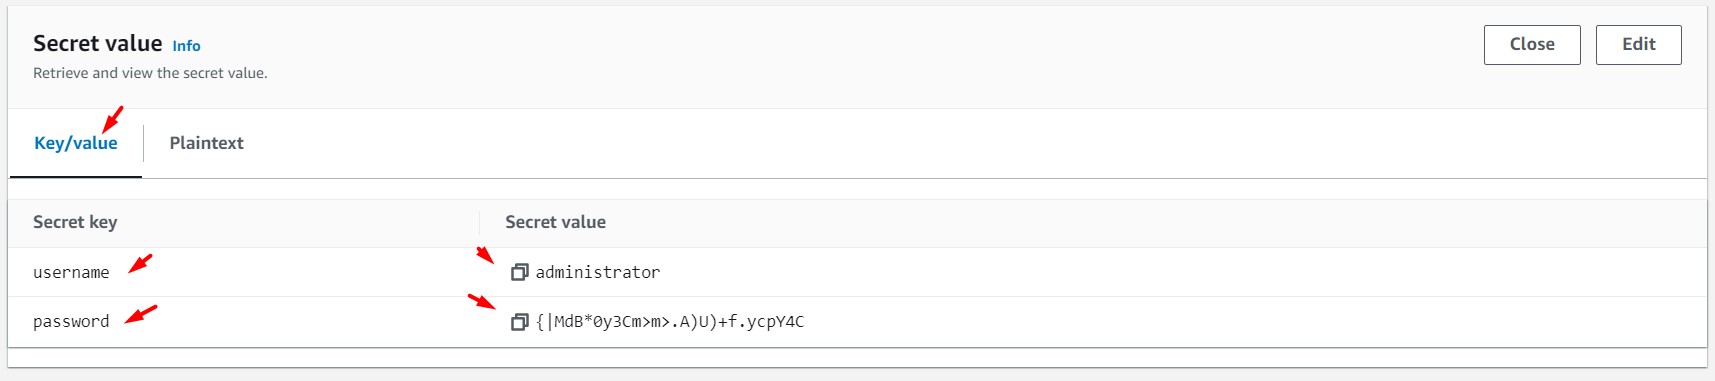 Secret value Info
Close
Edit
Retrieve and view the secret value.
Key/value
Plaintext
Secret key
Secret value
username
administrator
password
{|MdB*0y3Cm>m>.A)U)+f.ycpY4C